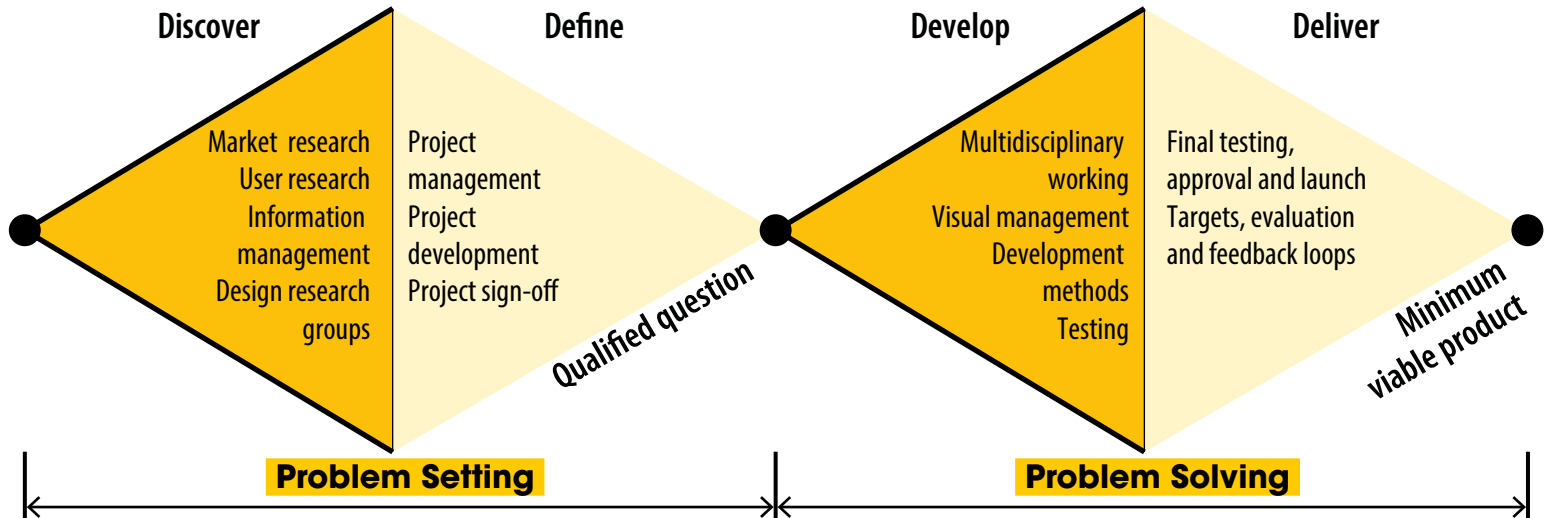 Discover
Define
Develop
Deliver
Market research
User research
Information
management
Design research
groups
Project
management
Project
development
Project sign-off
Qualified question
Multidisciplinary
working
Visual management
Development
methods
Testing
Final testing,
approval and launch
Targets, evaluation
and feedback loops
Minimum
viable product
Problem Setting
Problem Solving